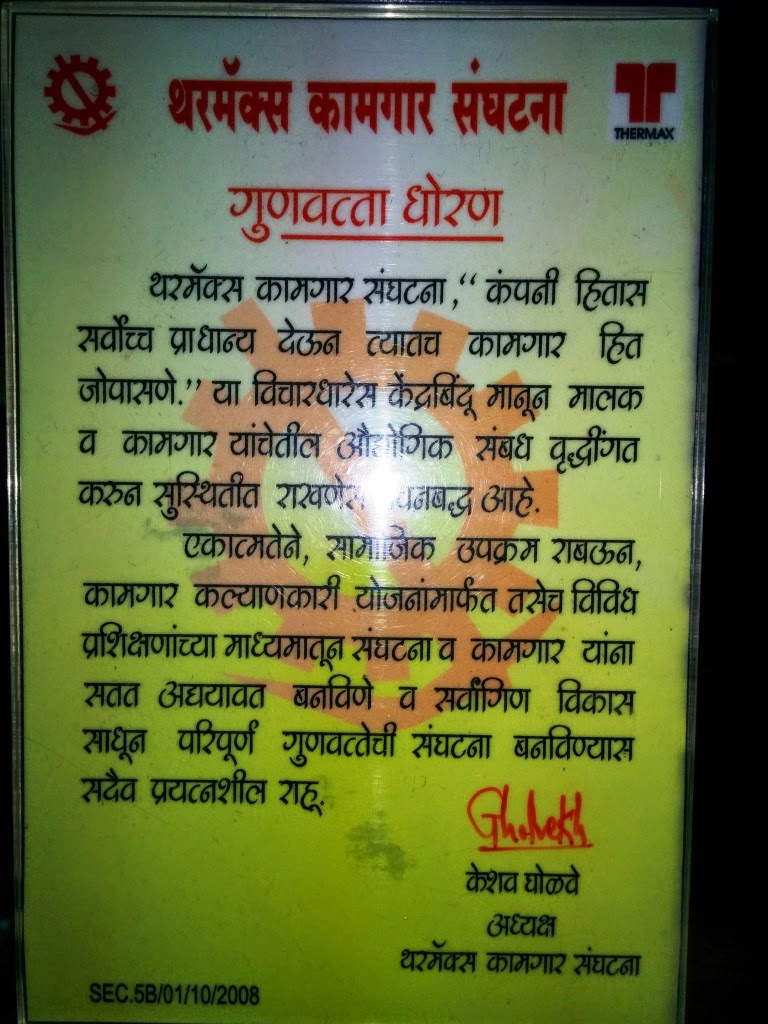 थरमॅक्स कामगार संघटना
THERMAX
गुणवत्ता धोरण
थरमॅक्स कामगार संघटना ,“ कंपनी हितास
सर्वोच्च प्राधान्य देऊन त्यातच कामगार हित
जोपासणे.” या विचारधारेस केंद्रबिंदू मानून मालक
व कामगार यांचेतील औद्योगिक संबध वृद्धींगत
करुन सुस्थितीत आहे.
एकात्मतेने, सामाजिक उपक्रम राबऊन,
कामगार कल्याणकारी योजनांमार्फत तसेच विविध
प्रशिक्षणांच्या माध्यमातून संघटना व कामगार यांना
सतत अद्ययावत बनविणे व सर्वांगिण विकास
साधून परिपूर्ण गुणवत्तेची संघटना बनविण्यास
सदैव प्रयत्नशील राहू.
केशव घोळवे
अध्यक्ष
थरमॅक्स कामगार संघटना
SEC.5B/01/10/2008